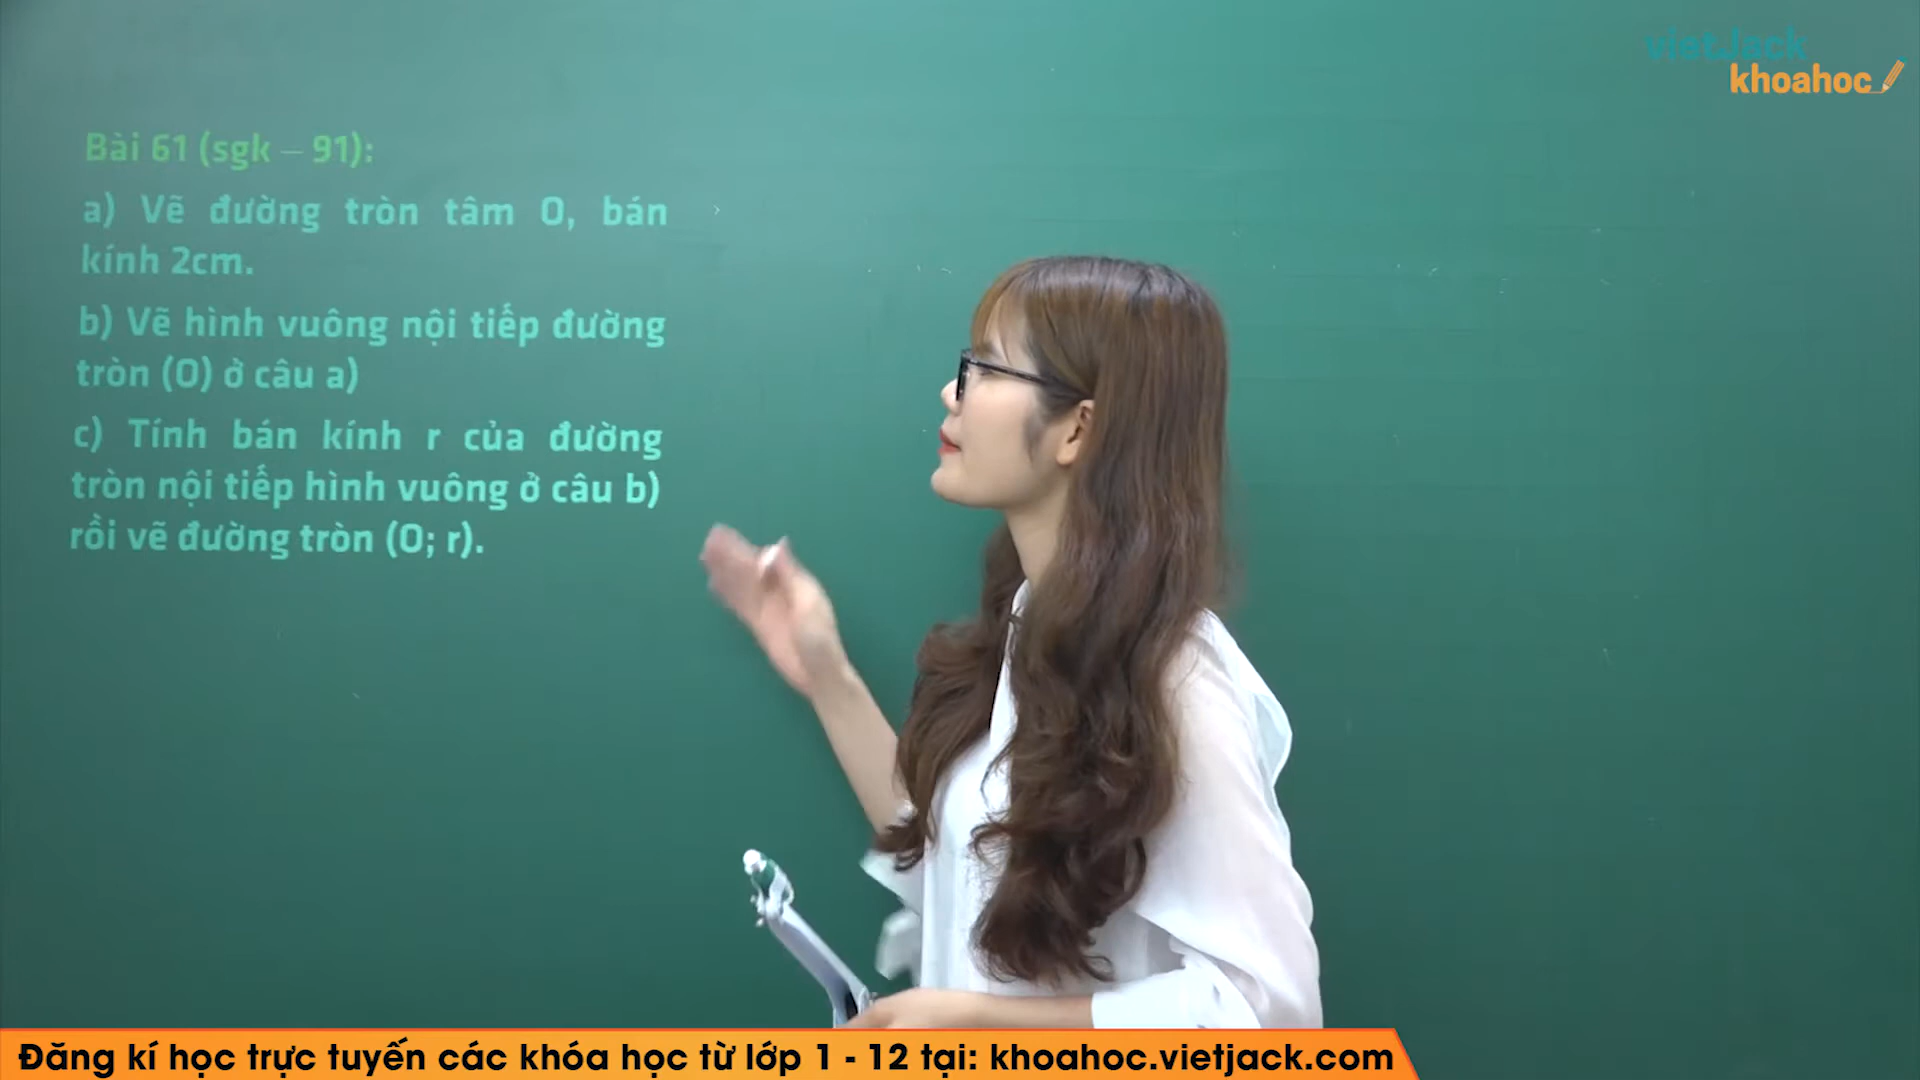 vietJack
khoahoc
Bài 61 (sgk – 91):
a) Vẽ đường tròn tâm O, bán
kính 2cm.
b) Vẽ hình vuông nội tiếp đường
tròn (O) ở câu a)
c) Tính bán kính r của đường
tròn nội tiếp hình vuông ở câu b)
rồi vẽ đường tròn (O; r).
Đăng kí học trực tuyến các khóa học từ lớp 1 - 12 tại: khoahoc.vietjack.com